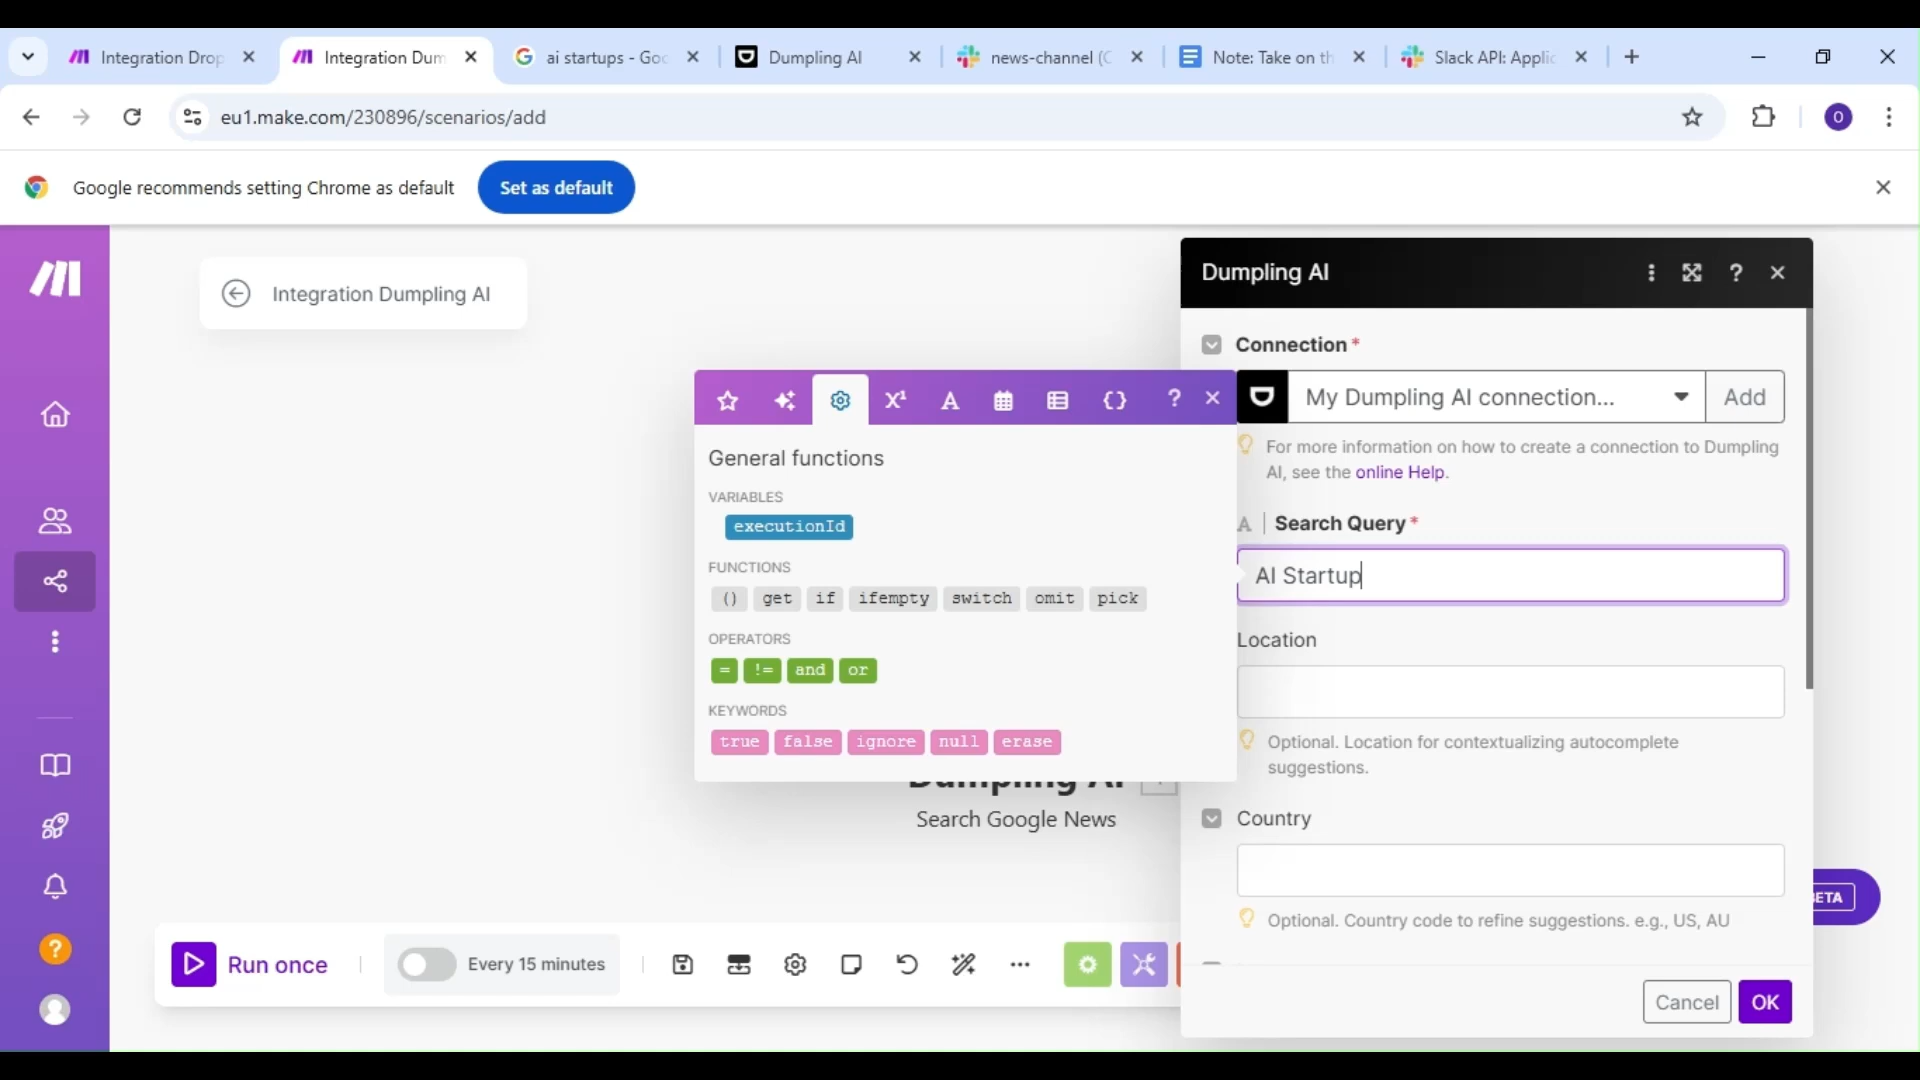 Integration Drop
Integration Dum
ai startups - Goo
Dumpling AI
news-channel (C
Note: Take on th
Slack API: Applic
eu1.make.com/230896/scenarios/add
O
Google recommends setting Chrome as default
Set as default
Integration Dumpling AI
Dumpling AI
Connection *
My Dumpling AI connection...
Add
For more information on how to create a connection to Dumpling
AI, see the online Help.
General functions
VARIABLES
executionId
FUNCTIONS
() get if ifempty switch omit pick
OPERATORS
= != and or
KEYWORDS
true false ignore null erase
A Search Query *
AI Startup
Location
Optional. Location for contextualizing autocomplete
suggestions.
Country
Optional. Country code to refine suggestions. e.g., US, AU
Dumpling AI
Search Google News
BETA
Run once
Every 15 minutes
Cancel
OK